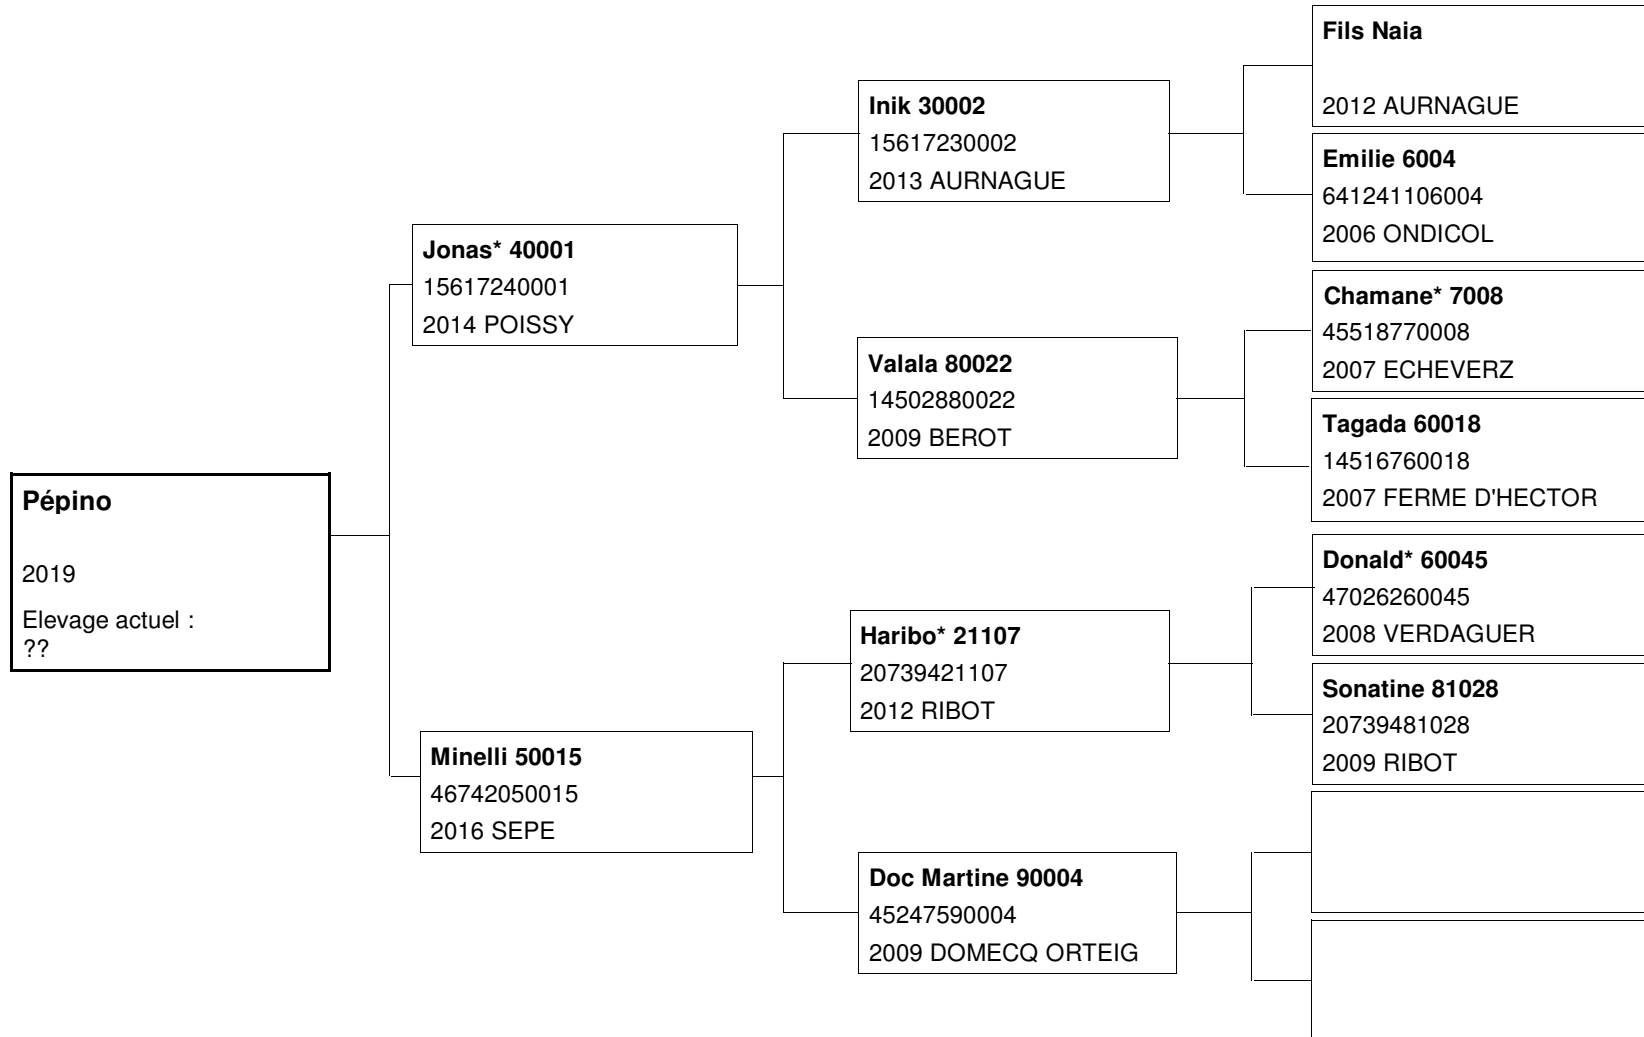 Pépino
2019
Elevage actuel :
??
Jonas* 40001
15617240001
2014 POISSY
Minelli 50015
46742050015
2016 SEPE
Inik 30002
15617230002
2013 AURNAGUE
Valala 80022
14502880022
2009 BEROT
Haribo* 21107
20739421107
2012 RIBOT
Doc Martine 90004
45247590004
2009 DOMECQ ORTEIG
Fils Naia
2012 AURNAGUE
Emilie 6004
641241106004
2006 ONDICOL
Chamane* 7008
45518770008
2007 ECHEVERZ
Tagada 60018
14516760018
2007 FERME D'HECTOR
Donald* 60045
47026260045
2008 VERDAGUER
Sonatine 81028
20739481028
2009 RIBOT